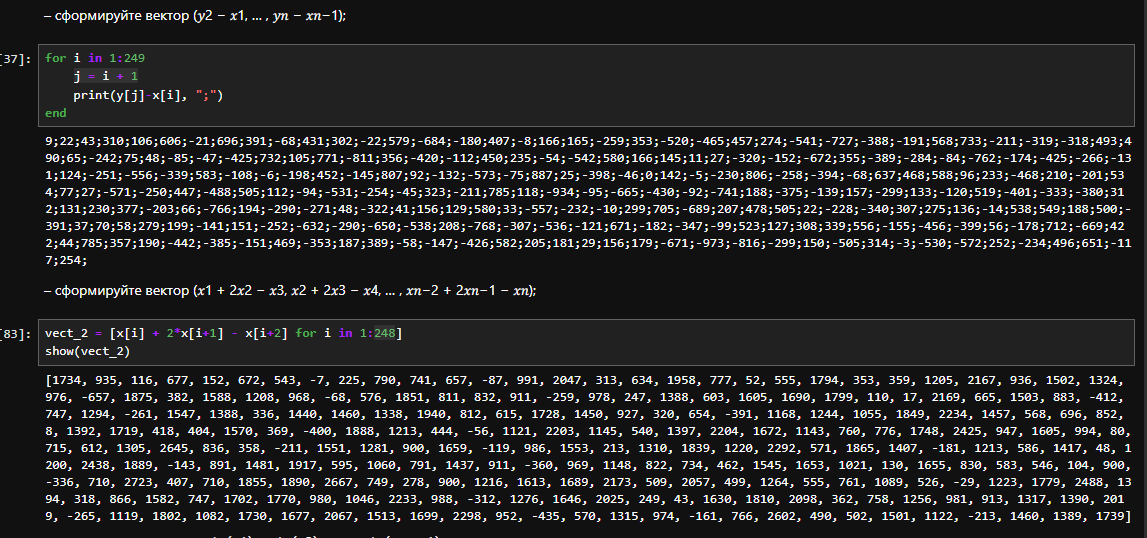 – сформируйте вектор (y2 − x1, … , yn − xn−1);
[37]:
for i in 1:249
j = i + 1
print(y[j]-x[i], ";")
end
9;22;43;310;106;606;-21;696;391;-68;431;302;-22;579;-684;-180;407;-8;166;165;-259;353;-520;-465;457;274;-541;-727;-388;-191;568;733;-211;-319;-318;493;4
90;65;-242;75;48;-85;-47;-425;732;105;771;-811;356;-420;-112;450;235;-54;-542;580;166;145;11;27;-320;-152;-672;355;-389;-284;-84;-762;-174;-425;-266;-13
1;124;-251;-556;-339;583;-108;-6;-198;452;-145;807;92;-132;-573;-75;887;25;-398;-46;0;142;-5;-230;806;-258;-394;-68;637;468;588;96;233;-468;210;-201;53
4;77;27;-571;-250;447;-488;505;112;-94;-531;-254;-45;323;-211;785;118;-934;-95;-665;-430;-92;-741;188;-375;-139;157;-299;133;-120;519;-401;-333;-380;31
2;131;230;377;-203;66;-766;194;-290;-271;48;-322;41;156;129;580;33;-557;-232;-10;299;705;-689;207;478;505;22;-228;-340;307;275;136;-14;538;549;188;500;-
391;37;70;58;279;199;-141;151;-252;-632;-290;-650;-538;208;-768;-307;-536;-121;671;-182;-347;-99;523;127;308;339;556;-155;-456;-399;56;-178;712;-669;42
2;44;785;357;190;-442;-385;-151;469;-353;187;389;-58;-147;-426;582;205;181;29;156;179;-671;-973;-816;-299;150;-505;314;-3;-530;-572;252;-234;496;651;-11
7;254;
– сформируйте вектор (x1 + 2x2 − x3, x2 + 2x3 − x4, … , xn−2 + 2xn−1 − xn);
[83]:
vect_2 = [x[i] + 2*x[i+1] - x[i+2] for i in 1:248]
show(vect_2)
[1734, 935, 116, 677, 152, 672, 543, -7, 225, 790, 741, 657, -87, 991, 2047, 313, 634, 1958, 777, 52, 555, 1794, 353, 359, 1205, 2167, 936, 1502, 1324,
976, -657, 1875, 382, 1588, 1208, 968, -68, 576, 1851, 811, 832, 911, -259, 978, 247, 1388, 603, 1605, 1690, 1799, 110, 17, 2169, 665, 1503, 883, -412,
747, 1294, -261, 1547, 1388, 336, 1440, 1460, 1338, 1940, 812, 615, 1728, 1450, 927, 320, 654, -391, 1168, 1244, 1055, 1849, 2234, 1457, 568, 696, 852,
8, 1392, 1719, 418, 404, 1570, 369, -400, 1888, 1213, 444, -56, 1121, 2203, 1145, 540, 1397, 2204, 1672, 1143, 760, 776, 1748, 2425, 947, 1605, 994, 80,
715, 612, 1305, 2645, 836, 358, -211, 1551, 1281, 900, 1659, -119, 986, 1553, 213, 1310, 1839, 1220, 2292, 571, 1865, 1407, -181, 1213, 586, 1417, 48, 1
200, 2438, 1889, -143, 891, 1481, 1917, 595, 1060, 791, 1437, 911, -360, 969, 1148, 822, 734, 462, 1545, 1653, 1021, 130, 1655, 830, 583, 546, 104, 900,
-336, 710, 2723, 407, 710, 1855, 1890, 2667, 749, 278, 900, 1216, 1613, 1689, 2173, 509, 2057, 499, 1264, 555, 761, 1089, 526, -29, 1223, 1779, 2488, 13
94, 318, 866, 1582, 747, 1702, 1770, 980, 1046, 2233, 988, -312, 1276, 1646, 2025, 249, 43, 1630, 1810, 2098, 362, 758, 1256, 981, 913, 1317, 1390, 201
9, -265, 1119, 1802, 1082, 1730, 1677, 2067, 1513, 1699, 2298, 952, -435, 570, 1315, 974, -161, 766, 2602, 490, 502, 1501, 1122, -213, 1460, 1389, 1739]